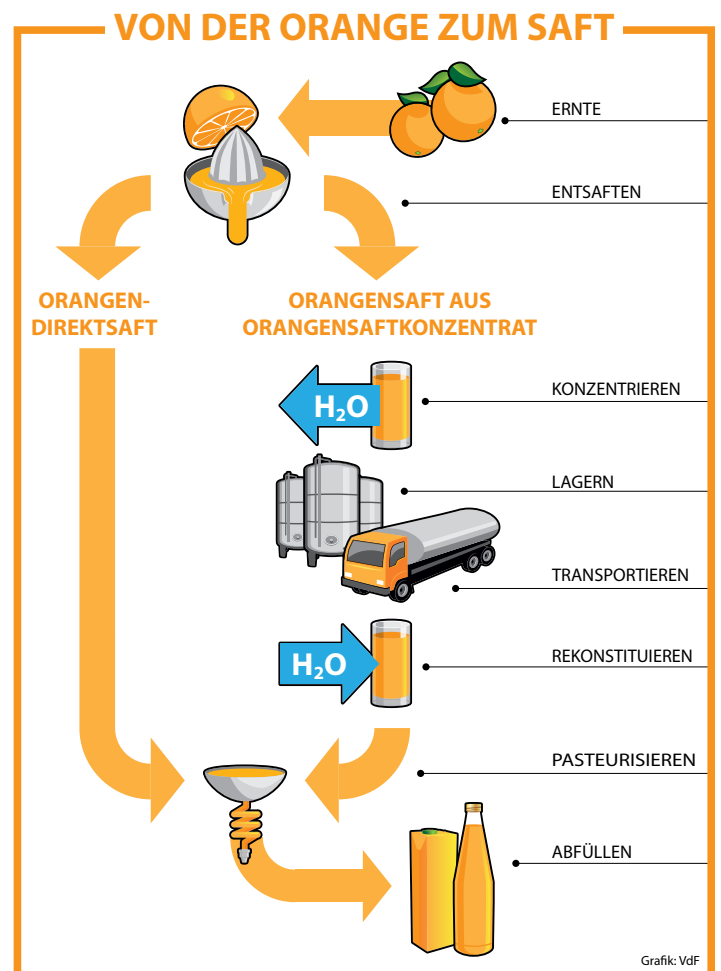 VON DER ORANGE ZUM SAFT
ERNTE
ENTSAFTEN
ORANGEN-
DIREKTSAFT
ORANGENSAFT AUS
ORANGENSAFTKONZENTRAT
H₂O
KONZENTRIEREN
LAGERN
TRANSPORTIEREN
H₂O
REKONSTITUIEREN
PASTEURISIEREN
ABFÜLLEN
Grafik: VdF